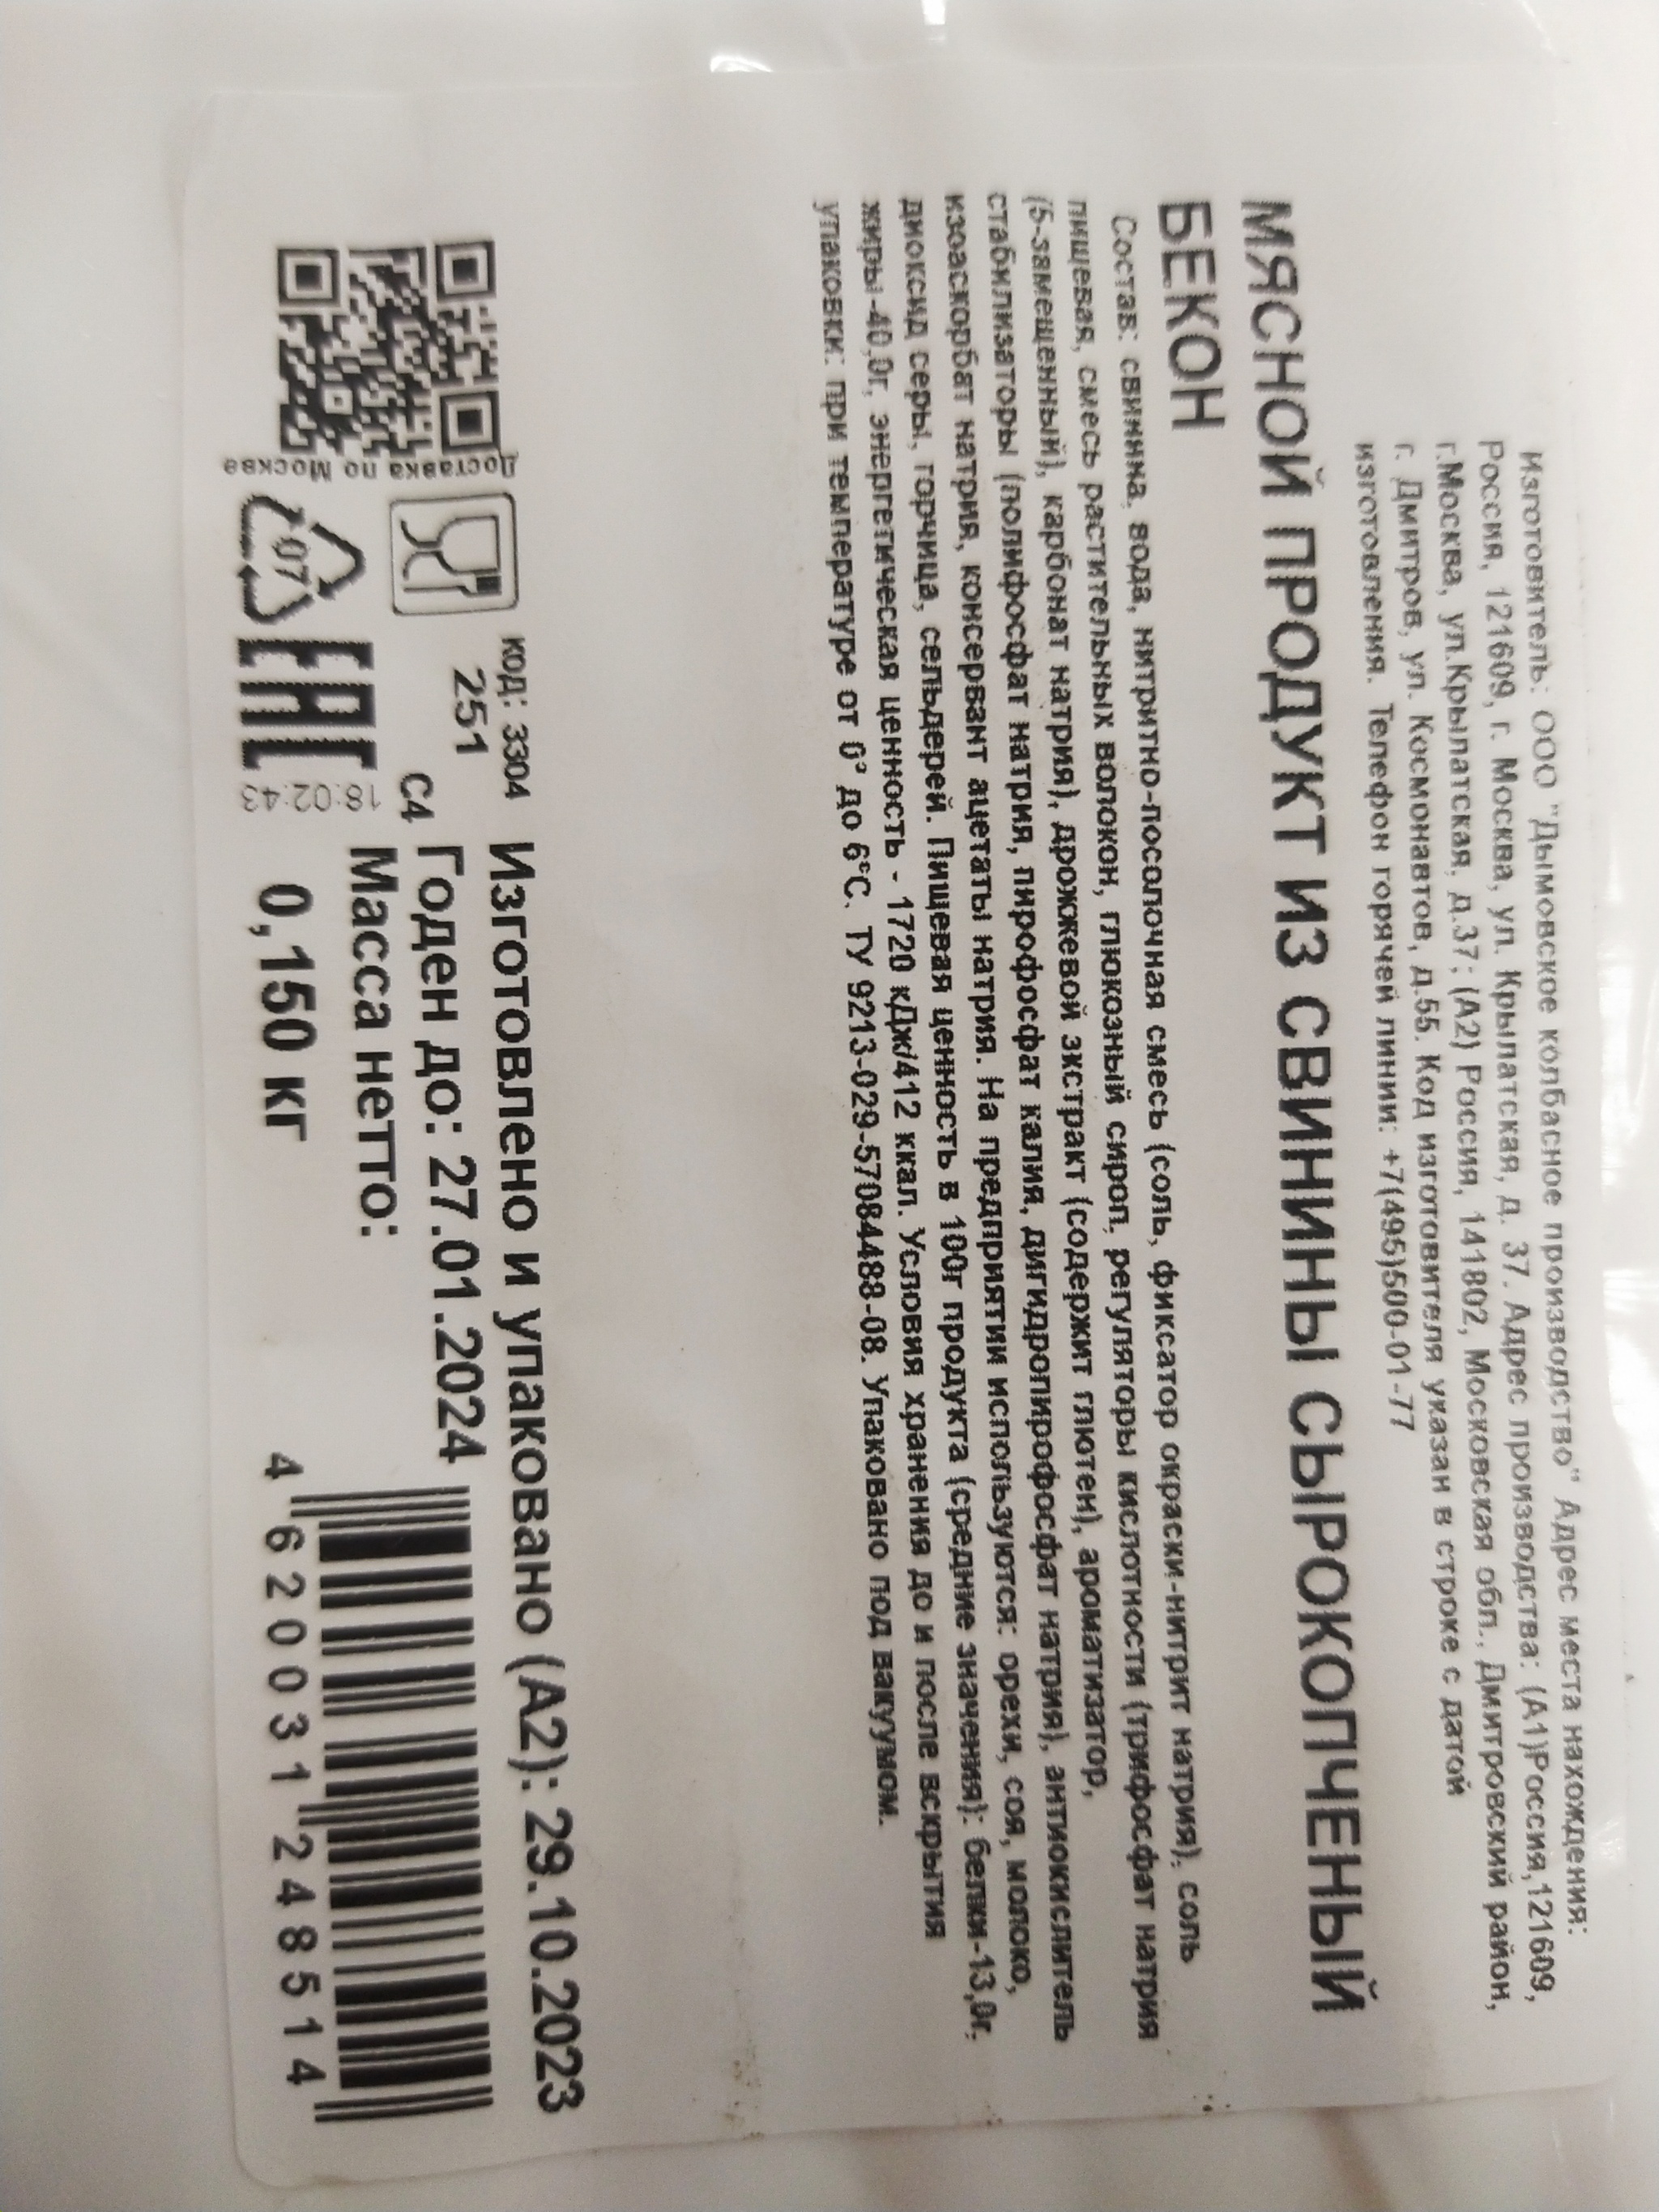 Изготовитель: ООО "Дымовское колбасное производство" Адрес места нахождения:
Россия, 121609, г. Москва, ул. Крылатская, д. 37. Адрес производства: (А1)Россия,121609,
г.Москва, ул.Крылатская, д.37; (А2) Россия, 141802, Московская обл., Дмитровский район,
г. Дмитров, ул. Космонавтов, д.55. Код изготовителя указан в строке с датой
изготовления. Телефон горячей линии: +7(495)500-01-77
МЯСНОЙ ПРОДУКТ ИЗ СВИНИНЫ СЫРОКОПЧЕНЫЙ
БЕКОН
Состав: свинина, вода, нитритно-посолочная смесь (соль, фиксатор окраски-нитрит натрия), соль
пищевая, смесь растительных волокон, глюкозный сироп, регуляторы кислотности (трифосфат натрия
(5-замещенный), карбонат натрия), дрожжевой экстракт (содержит глютен), ароматизатор,
стабилизаторы (полифосфат натрия, пирофосфат калия, дигидропирофосфат натрия), антиокислитель
изоаскорбат натрия, консервант ацетаты натрия. На предприятии используются: орехи, соя, молоко,
диоксид серы, горчица, сельдерей. Пищевая ценность в 100г продукта (средние значения): белки-13,0г,
жиры-40,0г, энергетическая ценность - 1720 кДж/412 ккал. Условия хранения до и после вскрытия
упаковки: при температуре от 0° до 6°С. ТУ 9213-029-57084488-08. Упаковано под вакуумом.
Доставка по Москве
07
код: 3304
251
С4
18:02:43
Изготовлено и упаковано (А2): 29.10.2023
Годен до: 27.01.2024
Масса нетто:
0,150 кг
4 620031 248514